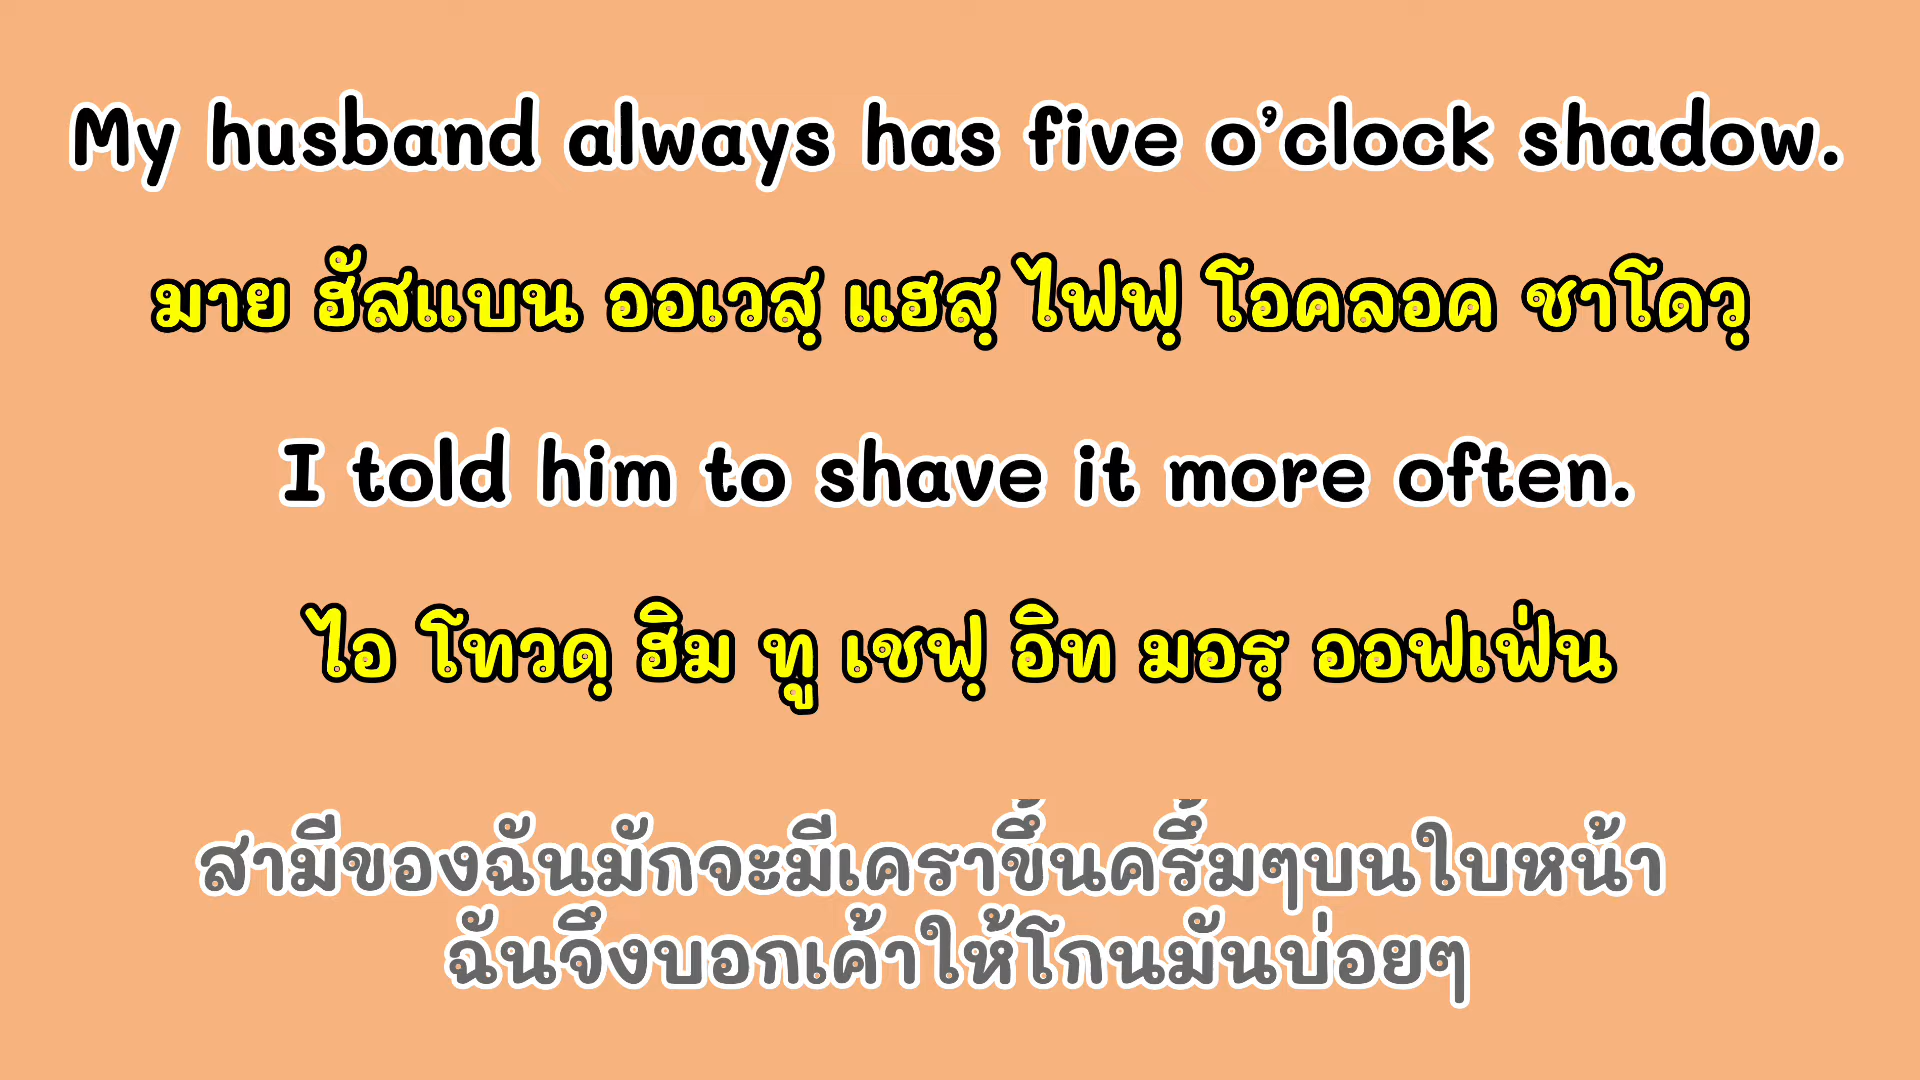 My husband always has five o’clock shadow.
มาย ฮัสแบน ออเวสฺ แฮสฺ ไฟฟฺ โอคลอค ชาโดวฺ
I told him to shave it more often.
ไอ โทวดฺ ฮิม ทู เชฟฺ อิท มอรฺ ออฟเฟ่น
สามีของฉันมักจะมีเคราขึ้นครึ้มๆบนใบหน้า
ฉันจึงบอกเค้าให้โกนมันบ่อยๆ